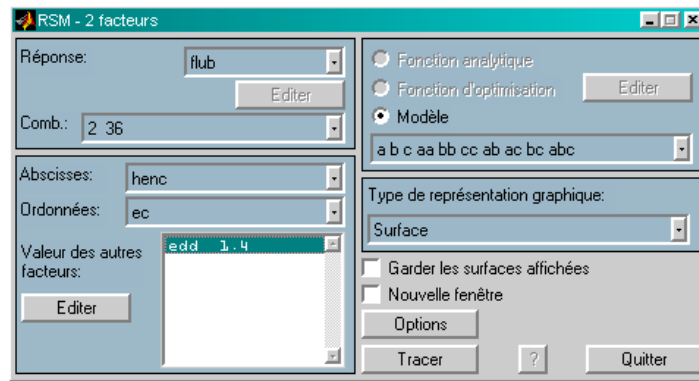 RSM - 2 facteurs
Réponse:
flub
Editer
Comb.:
2 36
Abscisses:
henc
Ordonnées:
ec
Valeur des autres
facteurs:
edd 1.4
Editer
Fonction analytique
Fonction d'optimisation
Editer
Modèle
a b c aa bb cc ab ac bc abc
Type de représentation graphique:
Surface
Garder les surfaces affichées
Nouvelle fenêtre
Options
Tracer
?
Quitter